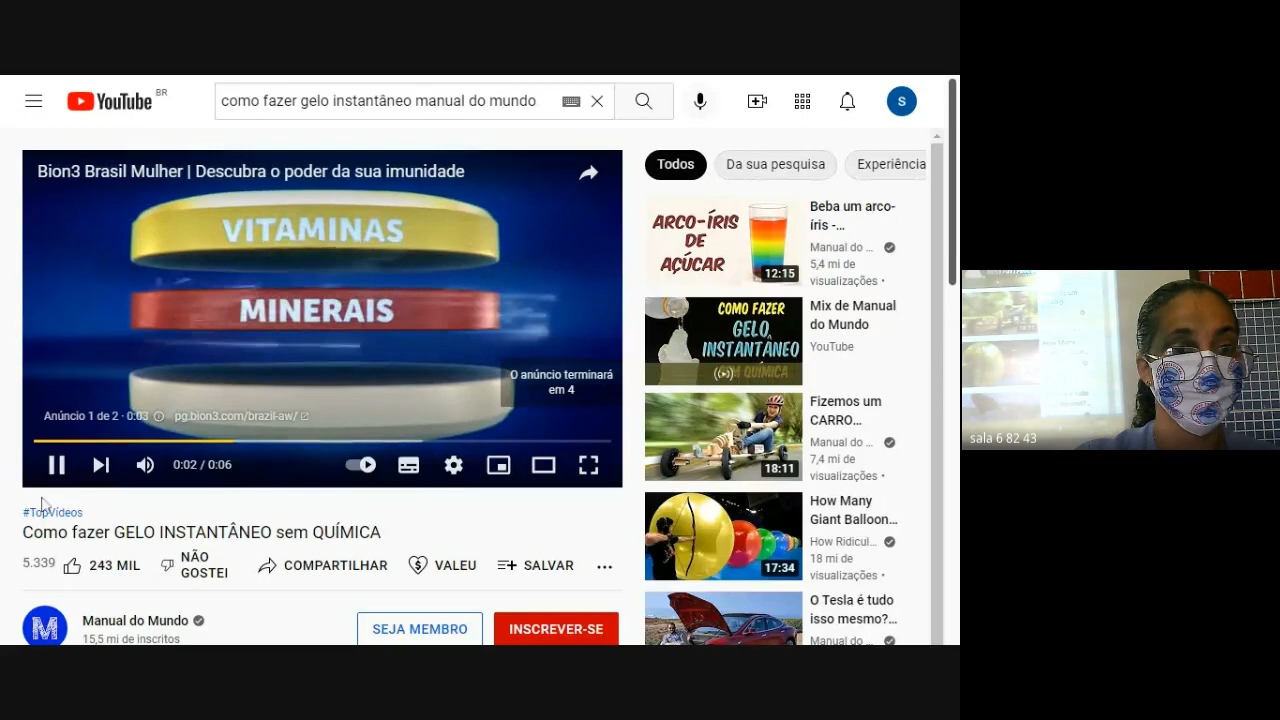 YouTube BR
como fazer gelo instantâneo manual do mundo
S
Bion3 Brasil Mulher | Descubra o poder da sua imunidade
VITAMINAS
MINERAIS
O anúncio terminará
em 4
Anúncio 1 de 2 · 0:03
pg.bion3.com/brazil-aw/
0:02 / 0:06
#TopVídeos
Como fazer GELO INSTANTÂNEO sem QUÍMICA
5.339
243 MIL
NÃO
GOSTEI
COMPARTILHAR
VALEU
SALVAR
M
Manual do Mundo
15,5 mi de inscritos
SEJA MEMBRO
INSCREVER-SE
Todos
Da sua pesquisa
Experiência
ARCO-ÍRIS
DE
AÇÚCAR
12:15
Beba um arco-
íris -...
Manual do ...
5,4 mi de
visualizações •
COMO FAZER
GELO
INSTANTÂNEO
SEM QUÍMICA
Mix de Manual
do Mundo
YouTube
18:11
Fizemos um
CARRO...
Manual do ...
7,4 mi de
visualizações •
17:34
How Many
Giant Balloon...
How Ridicul...
18 mi de
visualizações •
O Tesla é tudo
isso mesmo?...
Manual do ...
sala 6 82 43